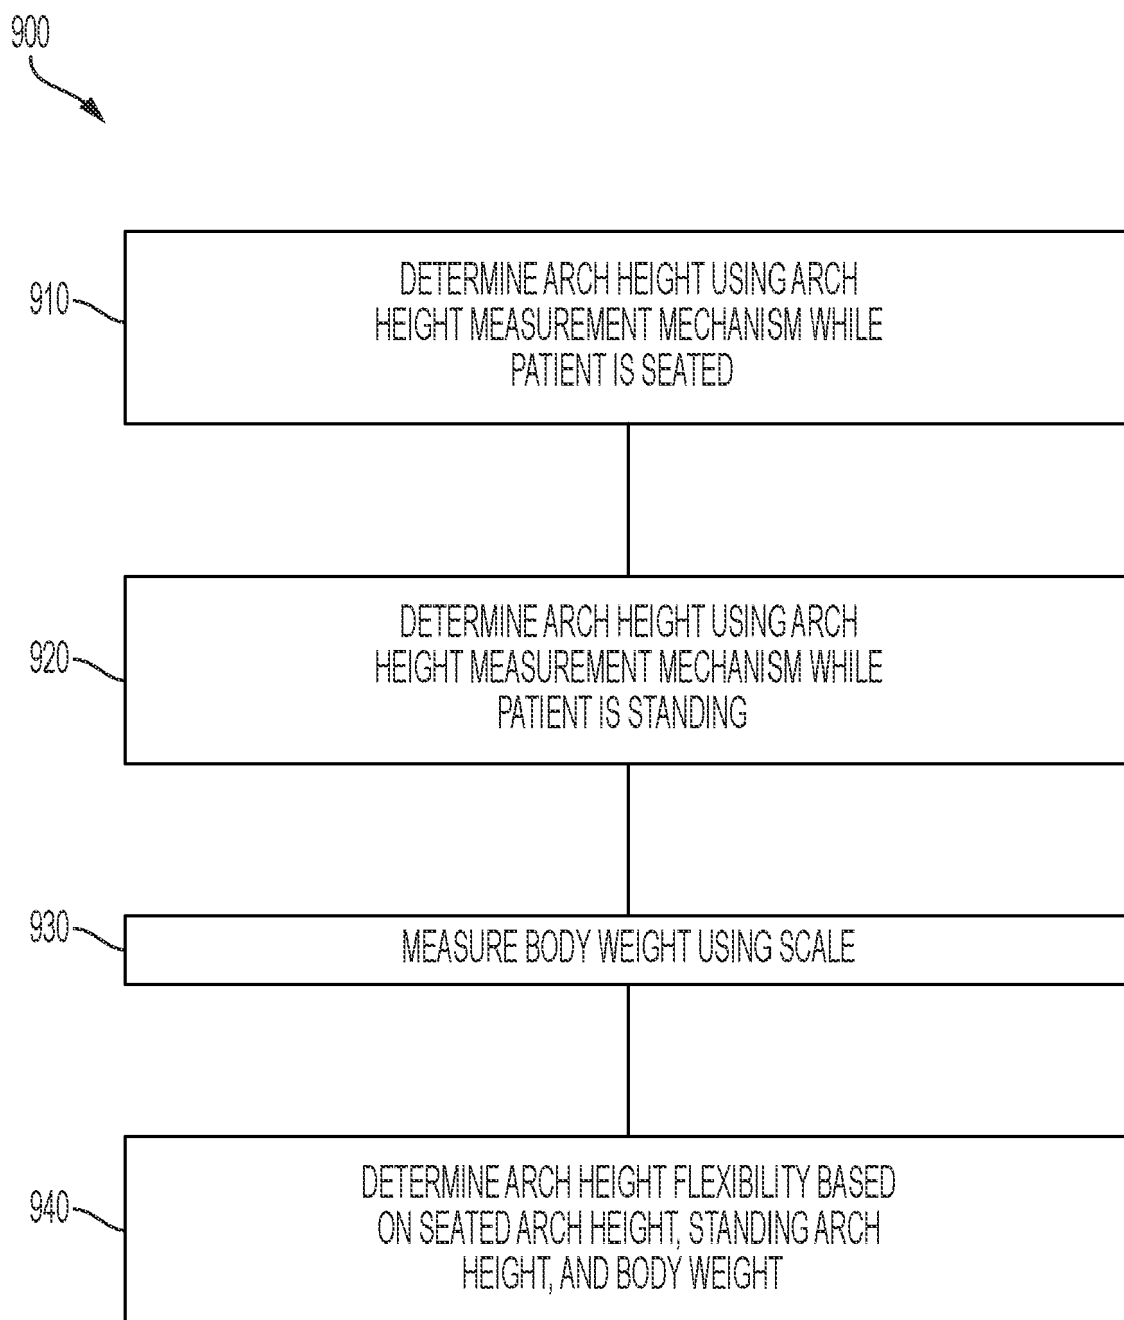 900
910
DETERMINE ARCH HEIGHT USING ARCH
HEIGHT MEASUREMENT MECHANISM WHILE
PATIENT IS SEATED
920
DETERMINE ARCH HEIGHT USING ARCH
HEIGHT MEASUREMENT MECHANISM WHILE
PATIENT IS STANDING
930
MEASURE BODY WEIGHT USING SCALE
940
DETERMINE ARCH HEIGHT FLEXIBILITY BASED
ON SEATED ARCH HEIGHT, STANDING ARCH
HEIGHT, AND BODY WEIGHT